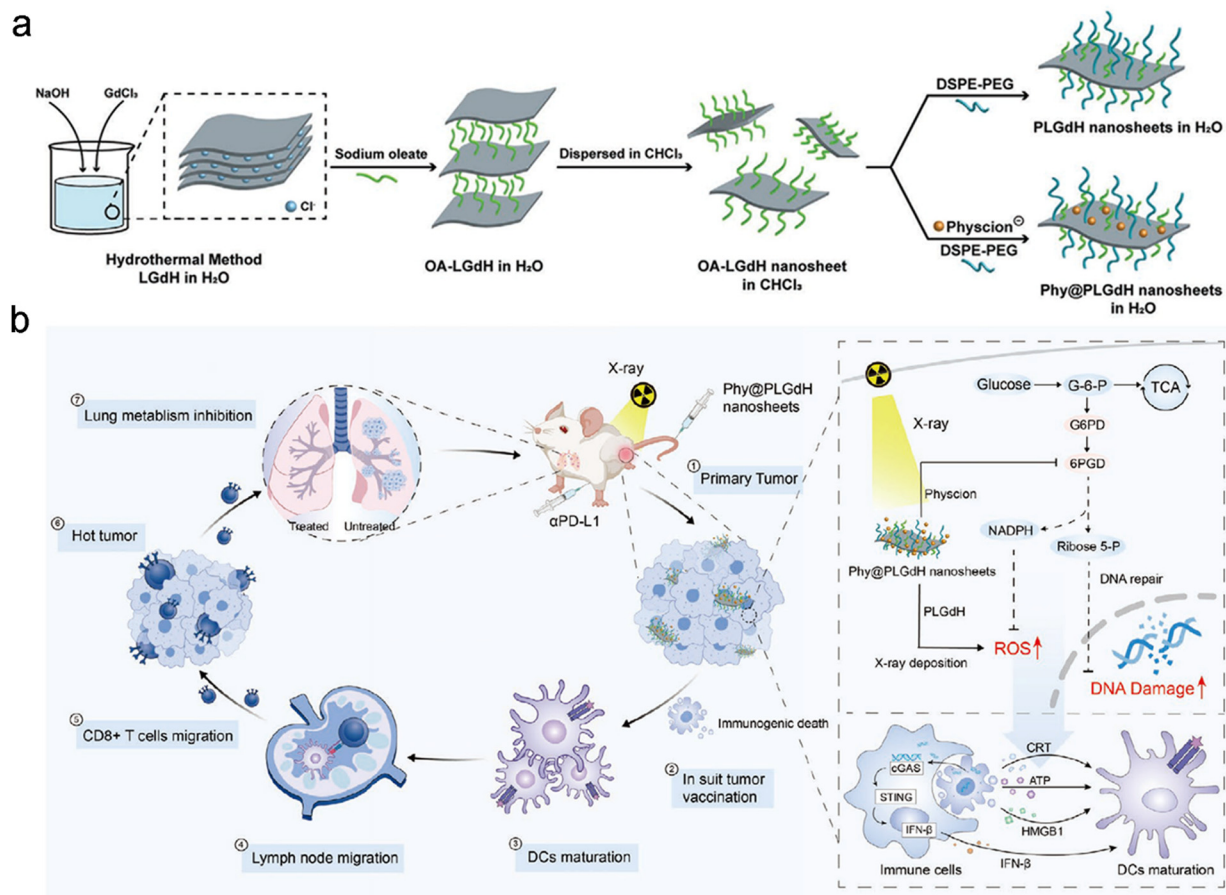 a
NaOH
GdCl₃
Cl⁻
Hydrothermal Method
LGdH in H₂O
Sodium oleate
OA-LGdH in H₂O
Dispersed in CHCl₃
OA-LGdH nanosheet
in CHCl₃
DSPE-PEG
PLGdH nanosheets in H₂O
Physcion⊖
DSPE-PEG
Phy@PLGdH nanosheets
in H₂O
b
⑦
Lung metablism inhibition
Treated
Untreated
X-ray
Phy@PLGdH
nanosheets
αPD-L1
①
Primary Tumor
Immunogenic death
②
In suit tumor
vaccination
③
DCs maturation
④
Lymph node migration
⑤
CD8+ T cells migration
⑥
Hot tumor
X-ray
Glucose
G-6-P
TCA
G6PD
6PGD
Physcion
NADPH
Ribose 5-P
Phy@PLGdH nanosheets
DNA repair
PLGdH
X-ray deposition
ROS↑
DNA Damage↑
cGAS
STING
IFN-β
Immune cells
CRT
ATP
HMGB1
IFN-β
DCs maturation